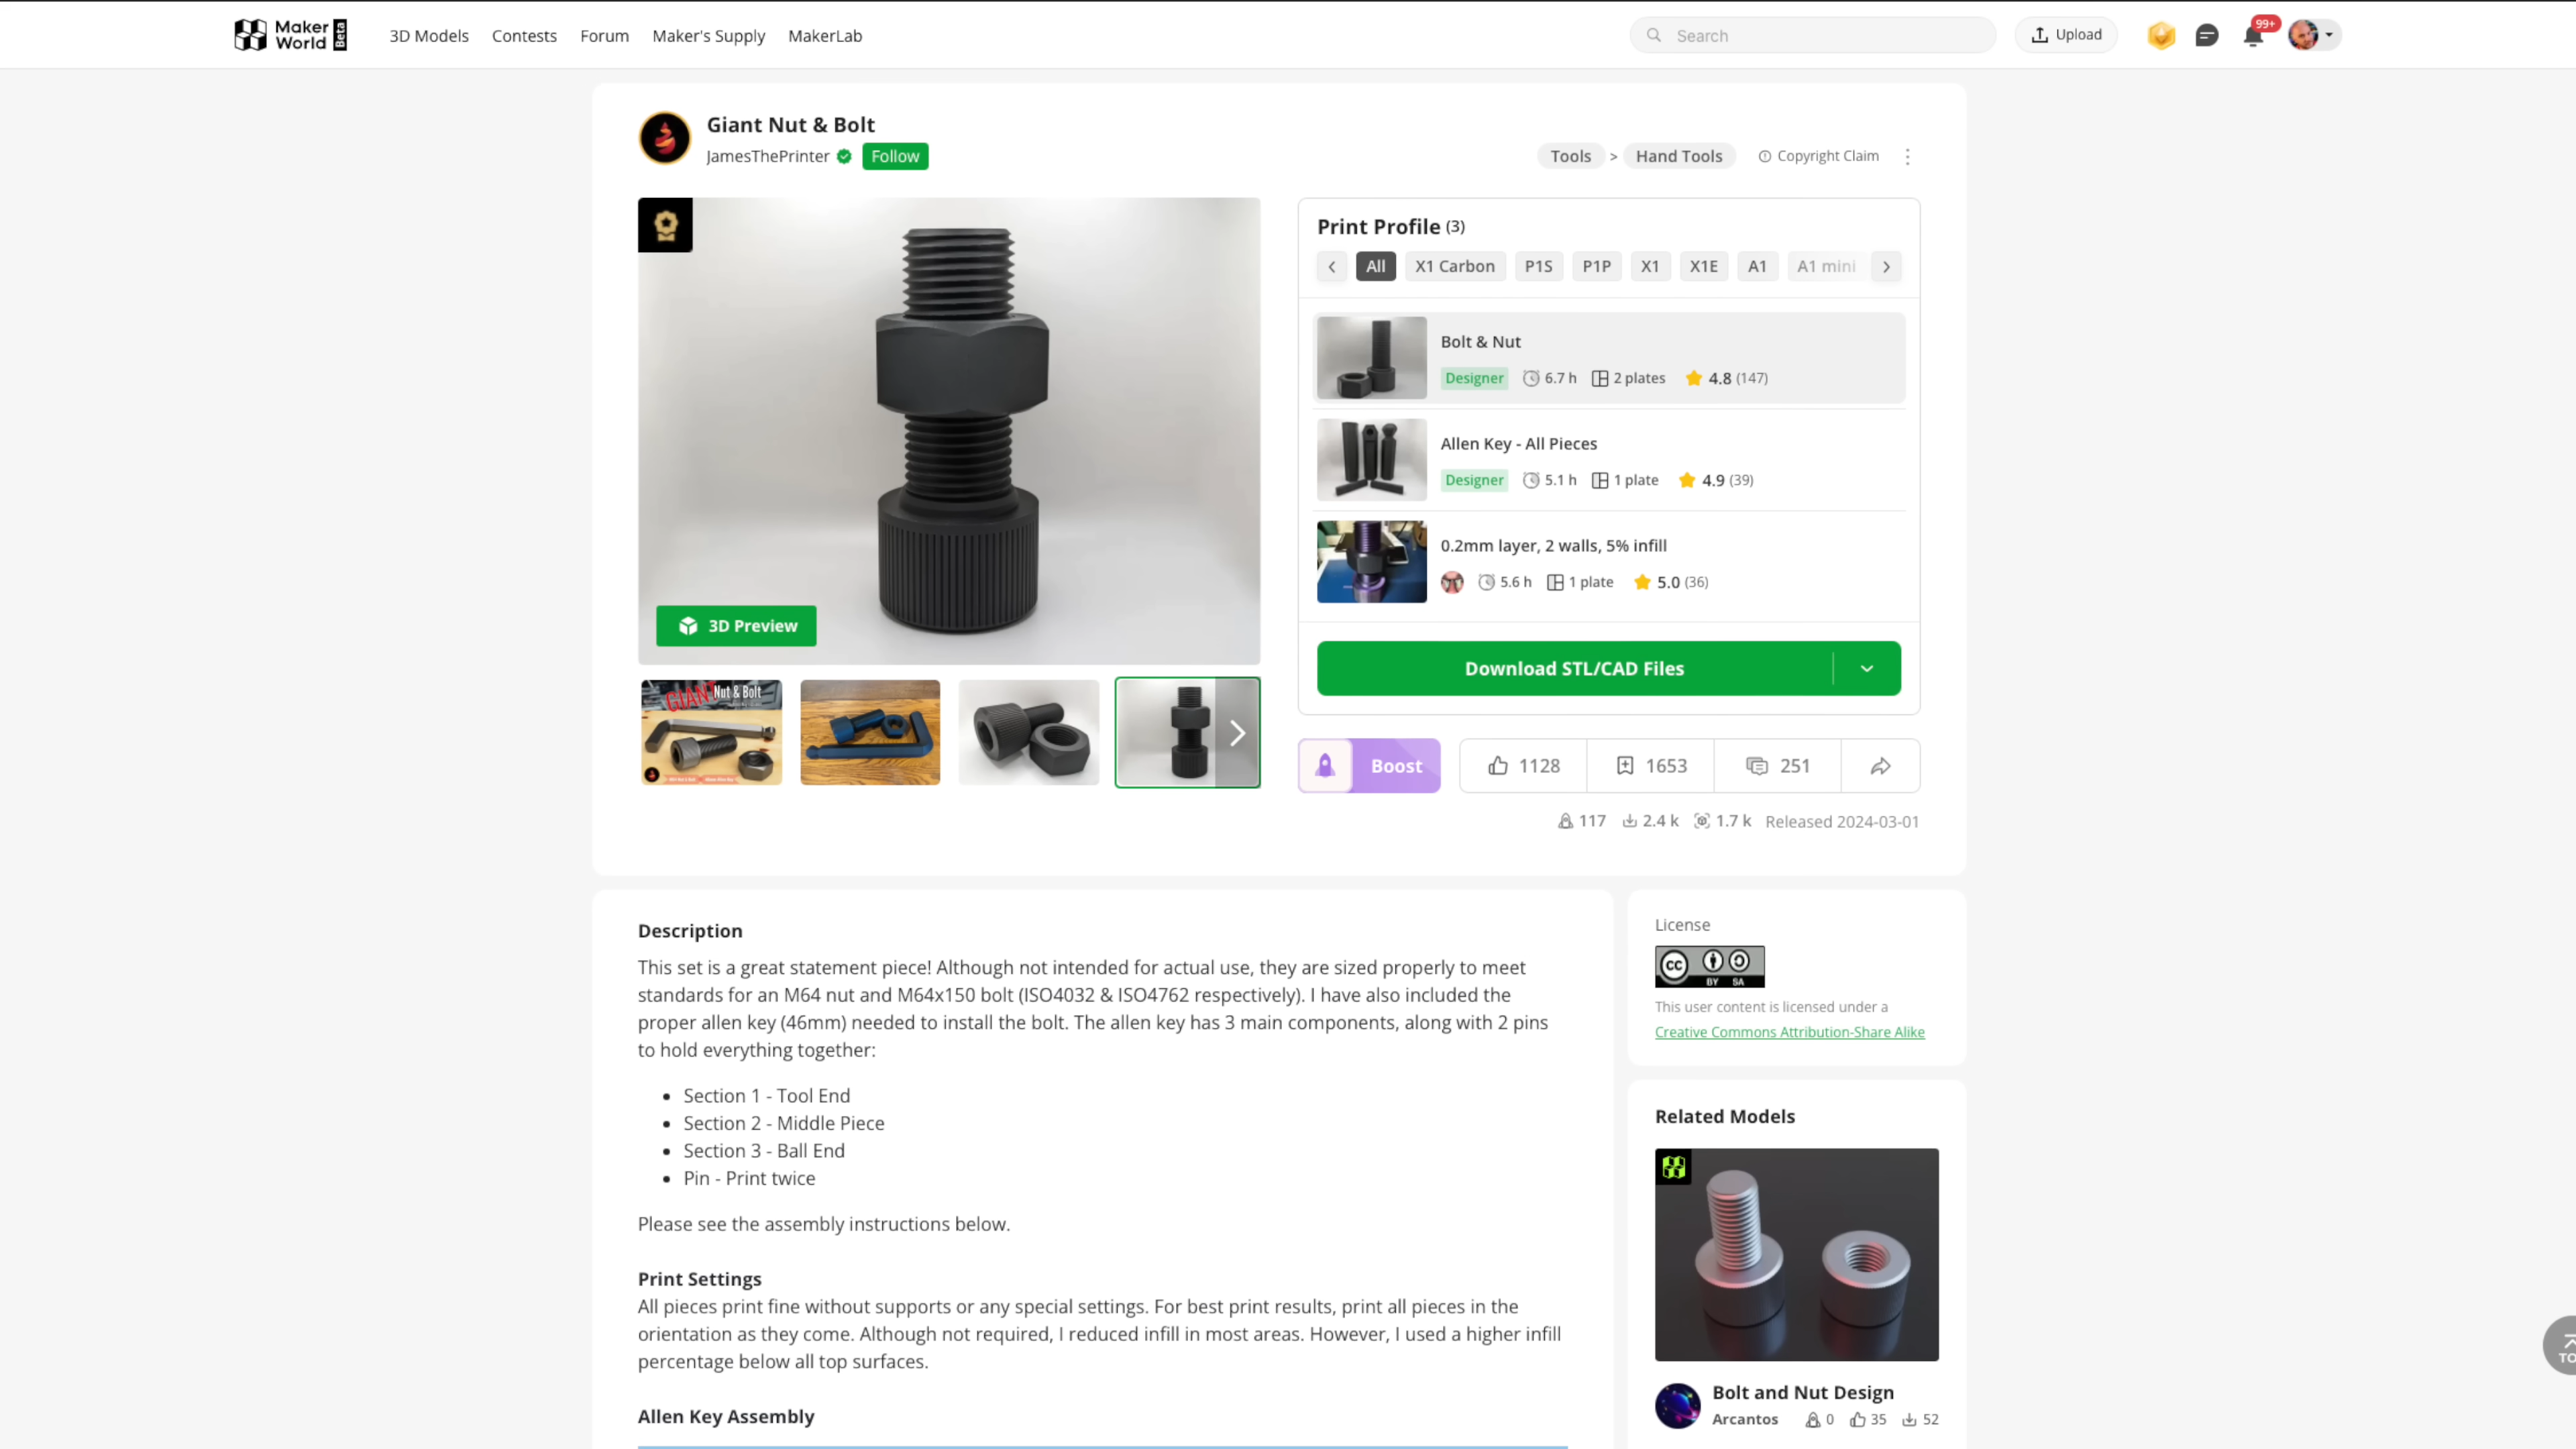 Maker World Beta
3D Models Contests Forum Maker's Supply MakerLab
Search
Upload
99+
Giant Nut & Bolt
JamesThePrinter Follow
Tools > Hand Tools Copyright Claim
3D Preview
GIANT Nut & Bolt
Print Profile (3)
All X1 Carbon P1S P1P X1 X1E A1 A1 mini
Bolt & Nut
Designer 6.7 h 2 plates 4.8 (147)
Allen Key - All Pieces
Designer 5.1 h 1 plate 4.9 (39)
0.2mm layer, 2 walls, 5% infill
5.6 h 1 plate 5.0 (36)
Download STL/CAD Files
Boost 1128 1653 251
117 2.4 k 1.7 k Released 2024-03-01
Description
This set is a great statement piece! Although not intended for actual use, they are sized properly to meet
standards for an M64 nut and M64x150 bolt (ISO4032 & ISO4762 respectively). I have also included the
proper allen key (46mm) needed to install the bolt. The allen key has 3 main components, along with 2 pins
to hold everything together:
Section 1 - Tool End
Section 2 - Middle Piece
Section 3 - Ball End
Pin - Print twice
Please see the assembly instructions below.
Print Settings
All pieces print fine without supports or any special settings. For best print results, print all pieces in the
orientation as they come. Although not required, I reduced infill in most areas. However, I used a higher infill
percentage below all top surfaces.
Allen Key Assembly
License
cc BY SA
This user content is licensed under a
Creative Commons Attribution-Share Alike
Related Models
Bolt and Nut Design
Arcantos 0 35 52
TO